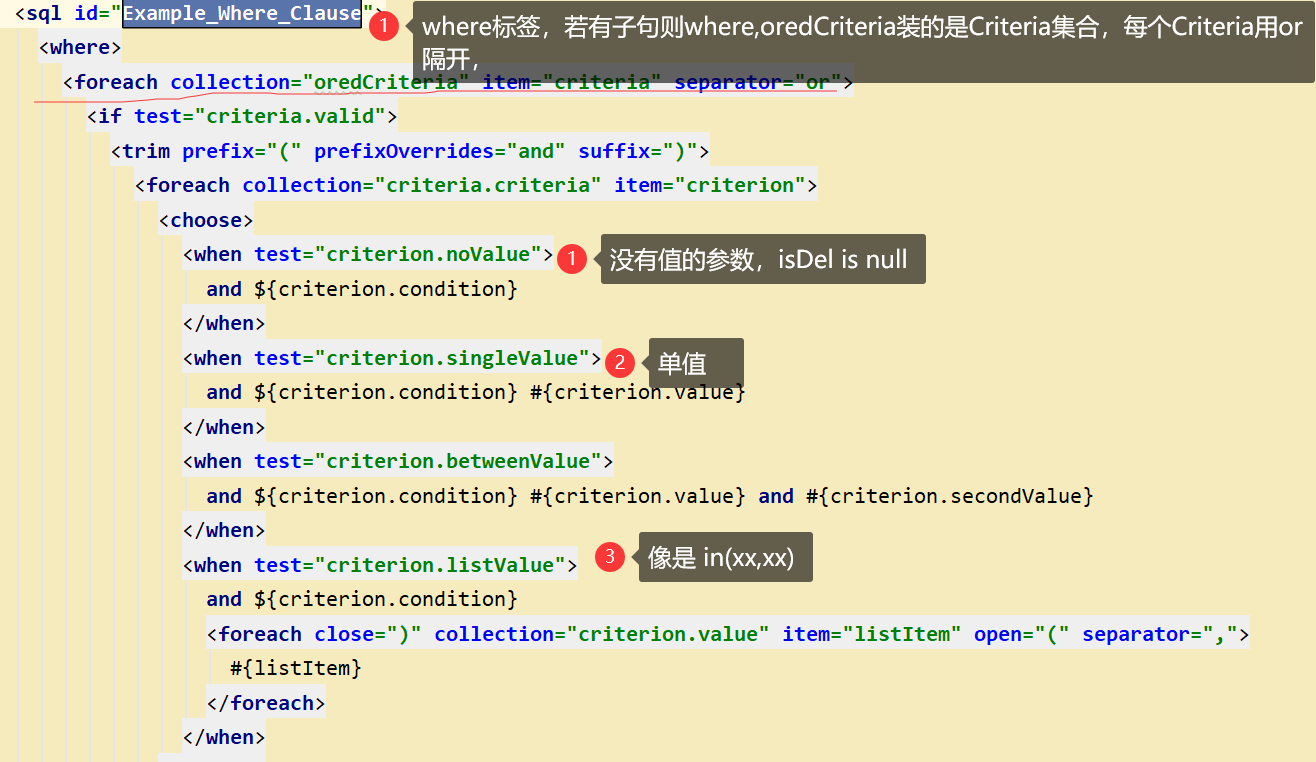 <sql id="Example_Where_Clause">
1 where标签，若有子句则where,oredCriteria装的是Criteria集合，每个Criteria用or
隔开，
<where>
<foreach collection="oredCriteria" item="criteria" separator="or">
<if test="criteria.valid">
<trim prefix="(" prefixOverrides="and" suffix=")">
<foreach collection="criteria.criteria" item="criterion">
<choose>
<when test="criterion.noValue"> 1 没有值的参数，isDel is null
and ${criterion.condition}
</when>
<when test="criterion.singleValue"> 2 单值
and ${criterion.condition} #{criterion.value}
</when>
<when test="criterion.betweenValue">
and ${criterion.condition} #{criterion.value} and #{criterion.secondValue}
</when>
<when test="criterion.listValue"> 3 像是 in(xx,xx)
and ${criterion.condition}
<foreach close=")" collection="criterion.value" item="listItem" open="(" separator=",">
#{listItem}
</foreach>
</when>